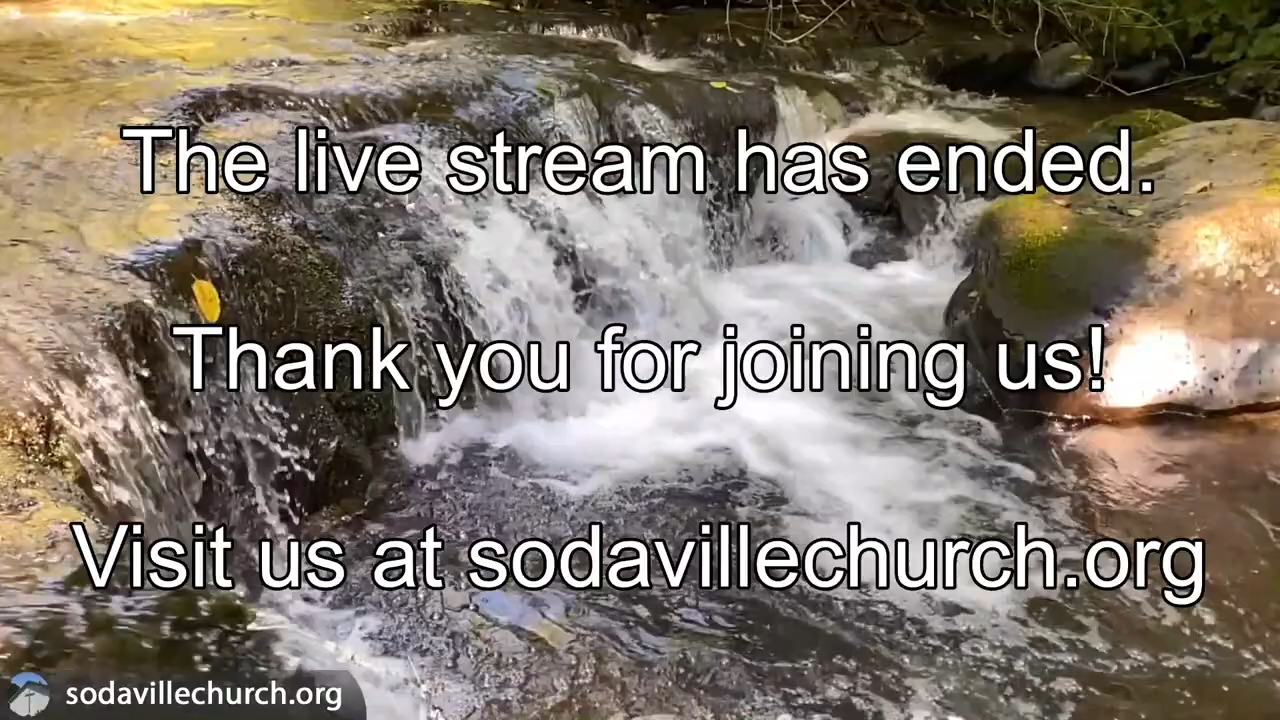 The live stream has ended.
Thank you for joining us!
Visit us at sodavillechurch.org
sodavillechurch.org